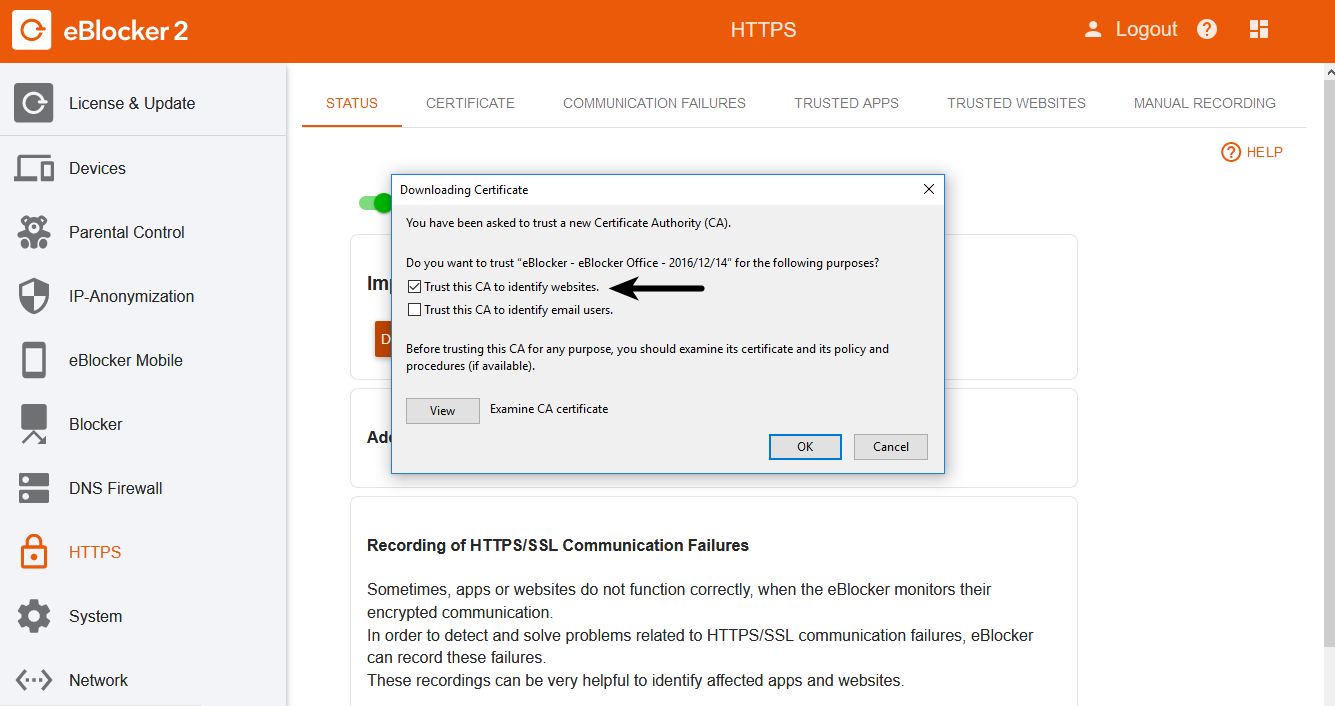 eBlocker 2
HTTPS
Logout
License & Update
Devices
Parental Control
IP-Anonymization
eBlocker Mobile
Blocker
DNS Firewall
HTTPS
System
Network
STATUS
CERTIFICATE
COMMUNICATION FAILURES
TRUSTED APPS
TRUSTED WEBSITES
MANUAL RECORDING
HELP
Downloading Certificate
You have been asked to trust a new Certificate Authority (CA).
Do you want to trust “eBlocker - eBlocker Office - 2016/12/14” for the following purposes?
Trust this CA to identify websites.
Trust this CA to identify email users.
Before trusting this CA for any purpose, you should examine its certificate and its policy and
procedures (if available).
View
Examine CA certificate
OK
Cancel
Recording of HTTPS/SSL Communication Failures
Sometimes, apps or websites do not function correctly, when the eBlocker monitors their
encrypted communication.
In order to detect and solve problems related to HTTPS/SSL communication failures, eBlocker
can record these failures.
These recordings can be very helpful to identify affected apps and websites.